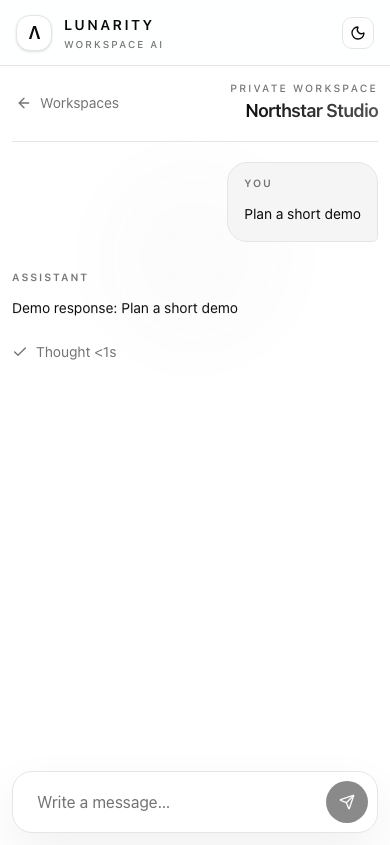 Λ
LUNARITY
WORKSPACE AI
Workspaces
PRIVATE WORKSPACE
Northstar Studio
YOU
Plan a short demo
ASSISTANT
Demo response: Plan a short demo
Thought <1s
Write a message...